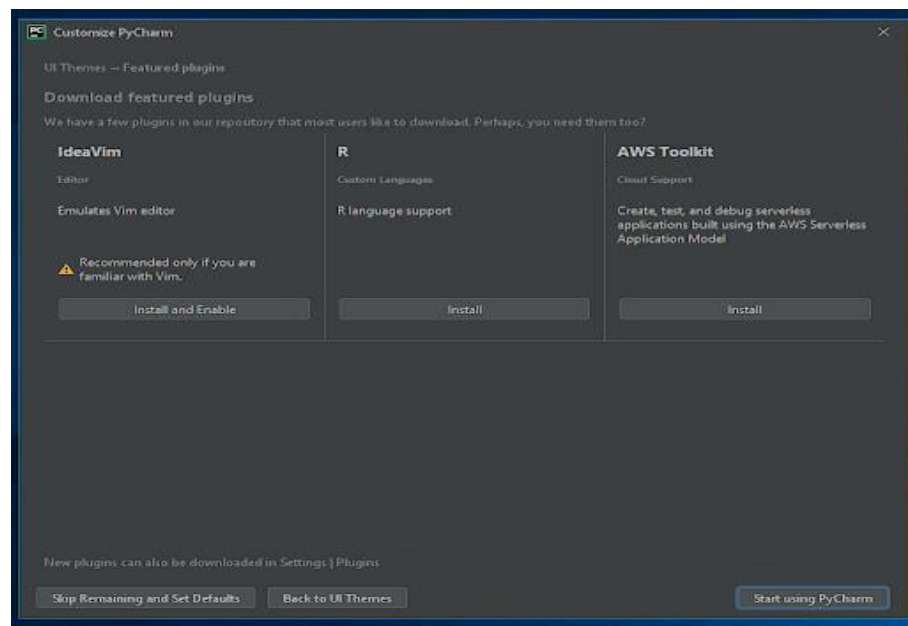 PC Customize PyCharm
UI Themes → Featured plugins
Download featured plugins
We have a few plugins in our repository that most users like to download. Perhaps, you need them too?
IdeaVim
Editor
Emulates Vim editor
Recommended only if you are
familiar with Vim.
Install and Enable
R
Custom Languages
R language support
Install
AWS Toolkit
Cloud Support
Create, test, and debug serverless
applications built using the AWS Serverless
Application Model
Install
New plugins can also be downloaded in Settings | Plugins
Skip Remaining and Set Defaults
Back to UI Themes
Start using PyCharm